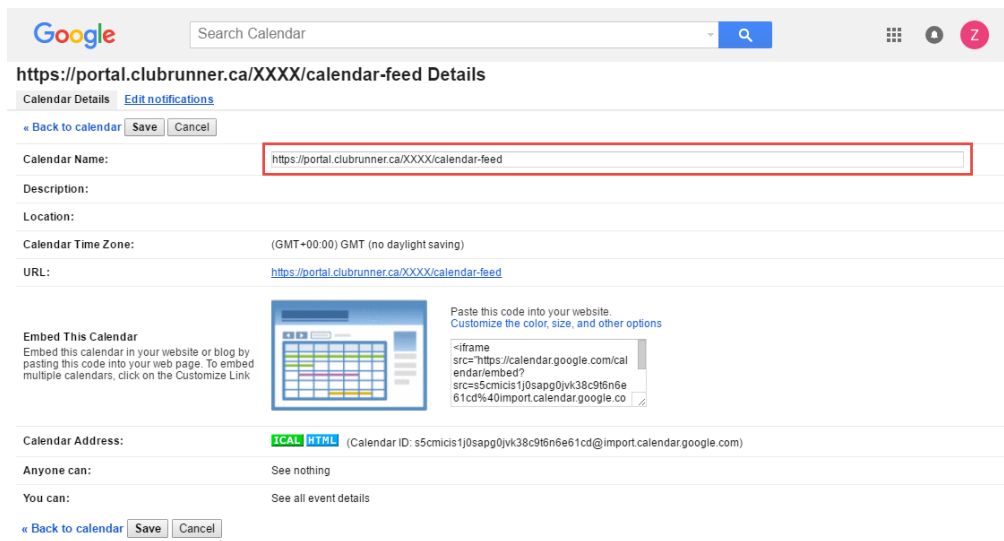 Google
Search Calendar
Z
https://portal.clubrunner.ca/XXXX/calendar-feed Details
Calendar Details Edit notifications
« Back to calendar Save Cancel
Calendar Name: https://portal.clubrunner.ca/XXXX/calendar-feed
Description:
Location:
Calendar Time Zone: (GMT+00:00) GMT (no daylight saving)
URL: https://portal.clubrunner.ca/XXXX/calendar-feed
Embed This Calendar
Embed this calendar in your website or blog by
pasting this code into your web page. To embed
multiple calendars, click on the Customize Link
Paste this code into your website.
Customize the color, size, and other options
<iframe
src="https://calendar.google.com/cal
endar/embed?
src=s5cmicis1j0sapg0jvk38c9t6n6e
61cd%40import.calendar.google.co
Calendar Address: ICAL HTML (Calendar ID: s5cmicis1j0sapg0jvk38c9t6n6e61cd@import.calendar.google.com)
Anyone can: See nothing
You can: See all event details
« Back to calendar Save Cancel